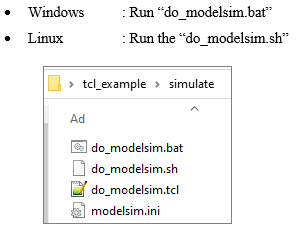 • Windows : Run “do_modelsim.bat”
• Linux : Run the “do_modelsim.sh”
> tcl_example > simulate
Ad
do_modelsim.bat
do_modelsim.sh
do_modelsim.tcl
modelsim.ini